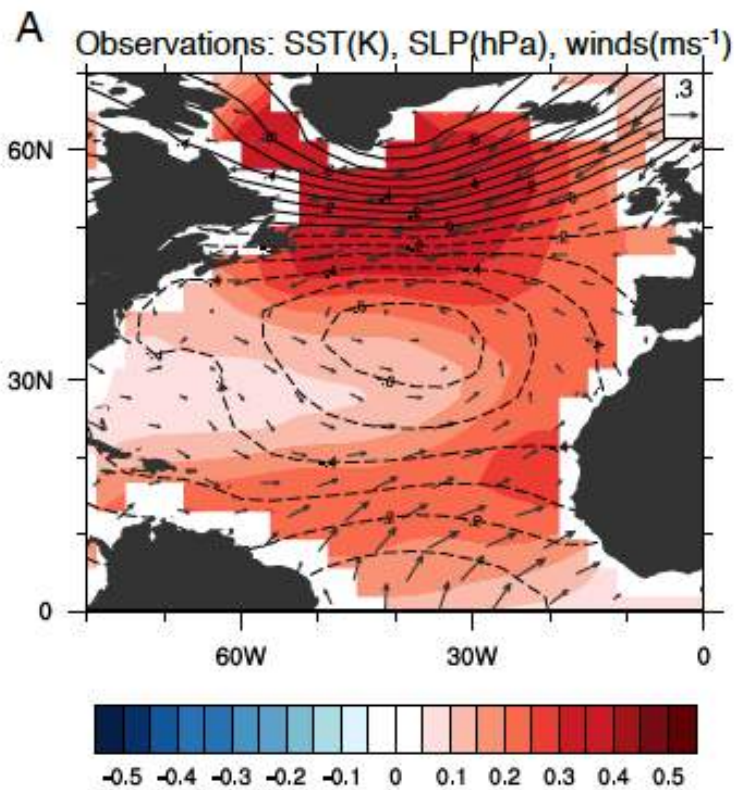 A
Observations: SST(K), SLP(hPa), winds(ms-1)
.3
60N
30N
0
60W 30W 0
-0.5 -0.4 -0.3 -0.2 -0.1 0 0.1 0.2 0.3 0.4 0.5